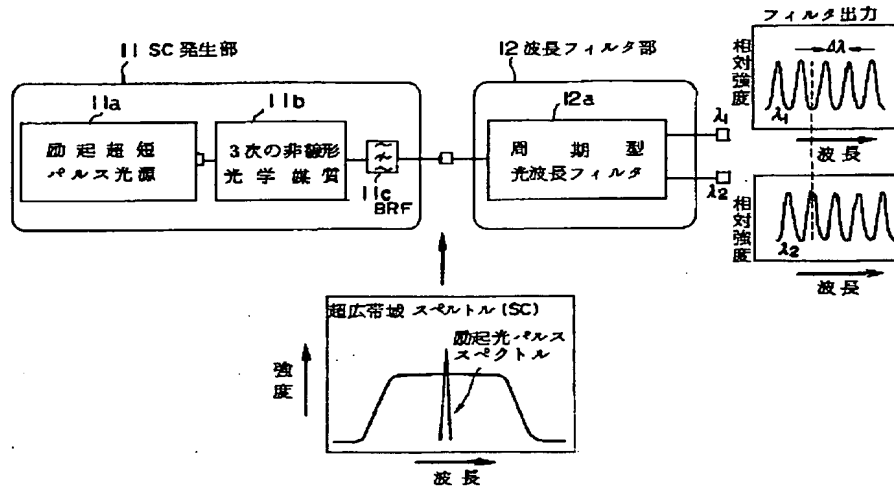 11 SC 発生部
11a
励起超短
パルス光源
11b
3次の非線形
光学媒質
11c
BRF
12 波長フィルタ部
12a
周期型
光波長フィルタ
λ1
λ2
フィルタ出力
相対強度
Δλ
λ1
波長
相対強度
λ2
波長
超広帯域 スペルトル (SC)
励起光パルス
スペクトル
強度
波長